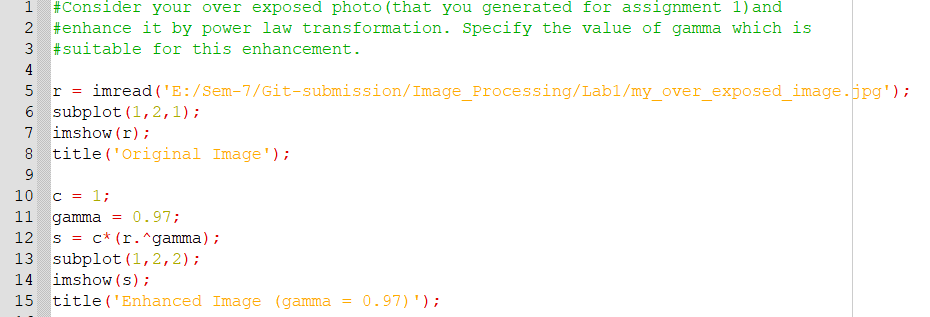 1 #Consider your over exposed photo(that you generated for assignment 1)and
2 #enhance it by power law transformation. Specify the value of gamma which is
3 #suitable for this enhancement.
4
5 r = imread('E:/Sem-7/Git-submission/Image_Processing/Lab1/my_over_exposed_image.jpg');
6 subplot(1,2,1);
7 imshow(r);
8 title('Original Image');
9
10 c = 1;
11 gamma = 0.97;
12 s = c*(r.^gamma);
13 subplot(1,2,2);
14 imshow(s);
15 title('Enhanced Image (gamma = 0.97)');